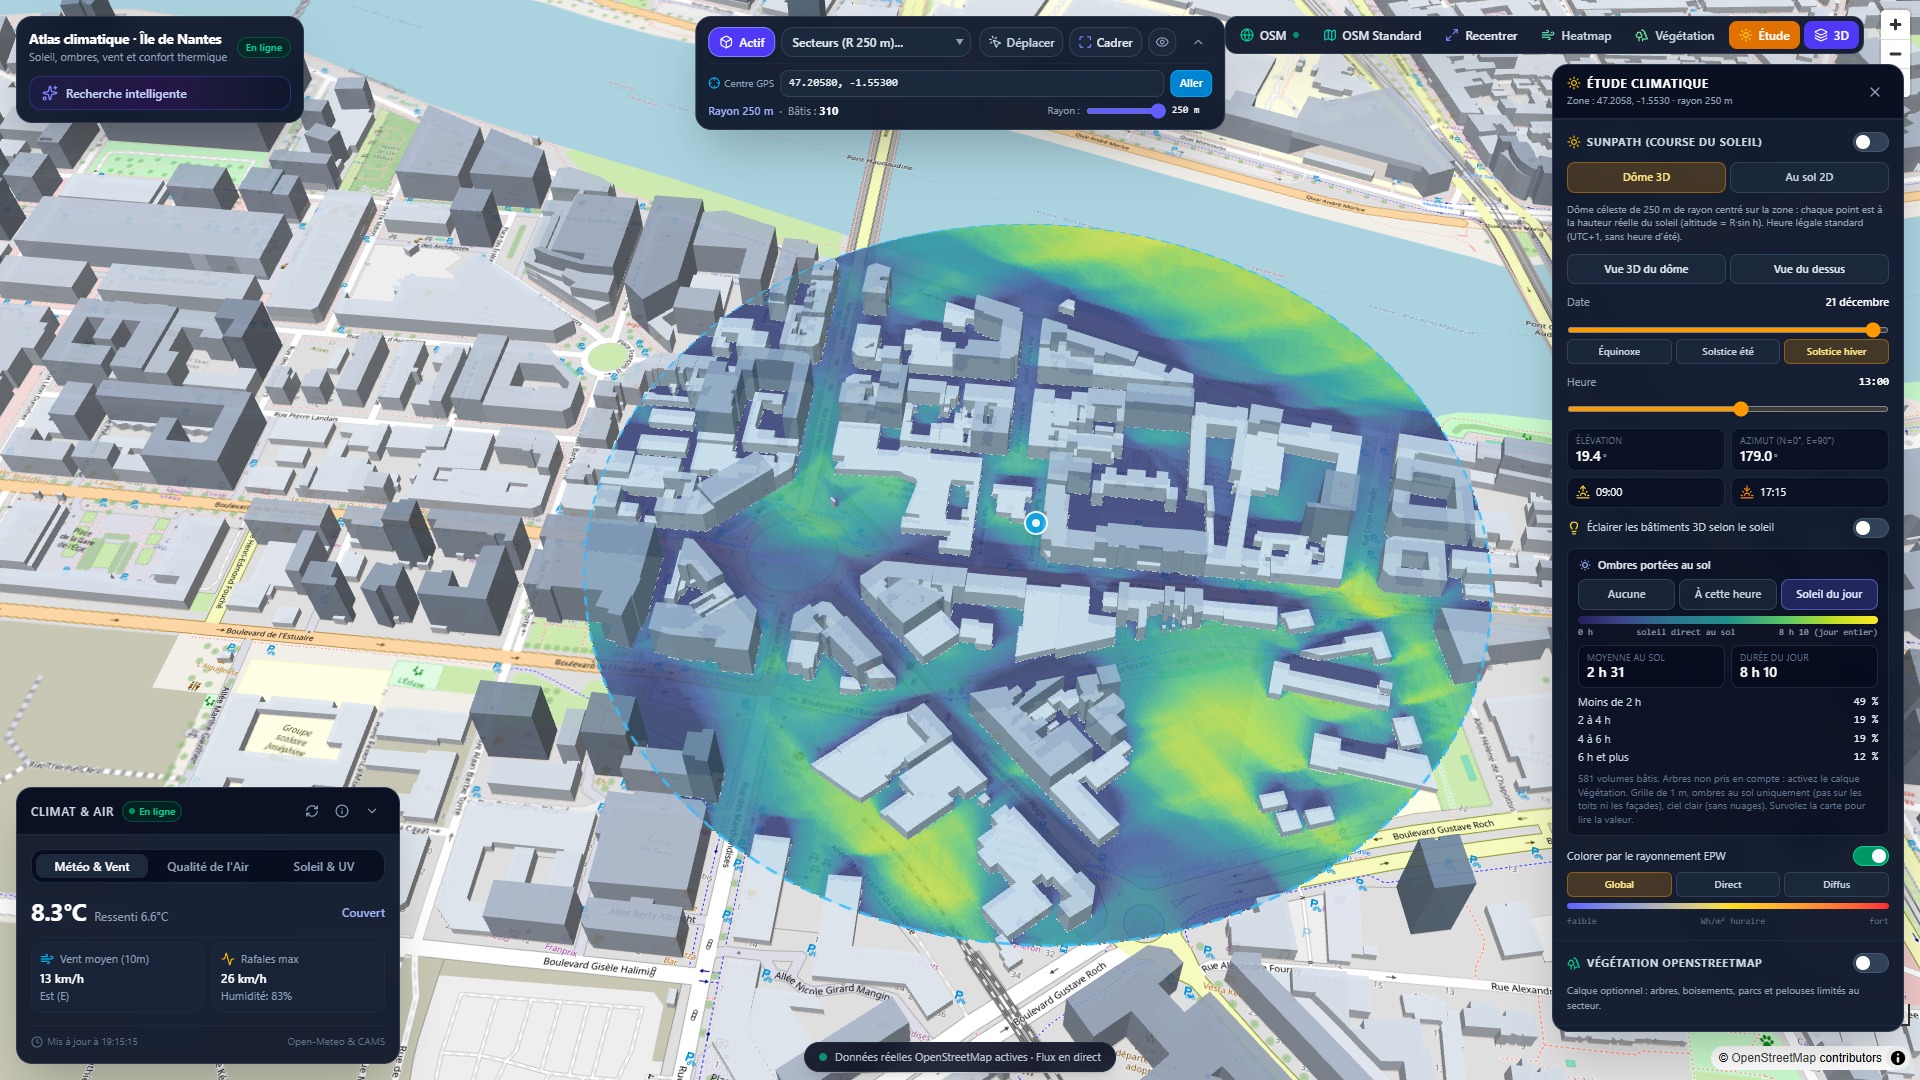 Atlas climatique · Île de Nantes
Soleil, ombres, vent et confort thermique
En ligne
Recherche intelligente
Actif
Secteurs (R 250 m)...
Déplacer
Cadrer
Centre GPS
47.20580, -1.55300
Aller
Rayon 250 m · Bâtis : 310
Rayon :
250 m
OSM
OSM Standard
Recentrer
Heatmap
Végétation
Étude
3D
+
−
ÉTUDE CLIMATIQUE
Zone : 47.2058, -1.5530 · rayon 250 m
SUNPATH (COURSE DU SOLEIL)
Dôme 3D
Au sol 2D
Dôme céleste de 250 m de rayon centré sur la zone : chaque point est à
la hauteur réelle du soleil (altitude = R·sin h). Heure légale standard
(UTC+1, sans heure d'été).
Vue 3D du dôme
Vue du dessus
Date
21 décembre
Équinoxe
Solstice été
Solstice hiver
Heure
13:00
ÉLÉVATION
19.4°
AZIMUT (N=0°, E=90°)
179.0°
09:00
17:15
Éclairer les bâtiments 3D selon le soleil
Ombres portées au sol
Aucune
À cette heure
Soleil du jour
0 h
soleil direct au sol
8 h 10 (jour entier)
MOYENNE AU SOL
2 h 31
DURÉE DU JOUR
8 h 10
Moins de 2 h
49 %
2 à 4 h
19 %
4 à 6 h
19 %
6 h et plus
12 %
581 volumes bâtis. Arbres non pris en compte : activez le calque
Végétation. Grille de 1 m, ombres au sol uniquement (pas sur les
toits ni les façades), ciel clair (sans nuages). Survolez la carte pour
lire la valeur.
Colorer par le rayonnement EPW
Global
Direct
Diffus
faible
Wh/m² horaire
fort
VÉGÉTATION OPENSTREETMAP
Calque optionnel : arbres, boisements, parcs et pelouses limités au
secteur.
Pont Haudaudine
Quai André Morice
Quai André Morice
Rue Pierre Landais
Boulevard de l'Estuaire
Groupe
scolaire
Joséphine
Boulevard Gisèle Halimi
Allée Nicole Girard Mangin
Boulevard Gustave Roch
Boulevard Gustave Roch
CLIMAT & AIR
En ligne
Météo & Vent
Qualité de l'Air
Soleil & UV
8.3°C
Ressenti 6.6°C
Couvert
Vent moyen (10m)
13 km/h
Est (E)
Rafales max
26 km/h
Humidité: 83%
Mis à jour à 19:15:15
Open-Meteo & CAMS
Données réelles OpenStreetMap actives · Flux en direct
© OpenStreetMap contributors